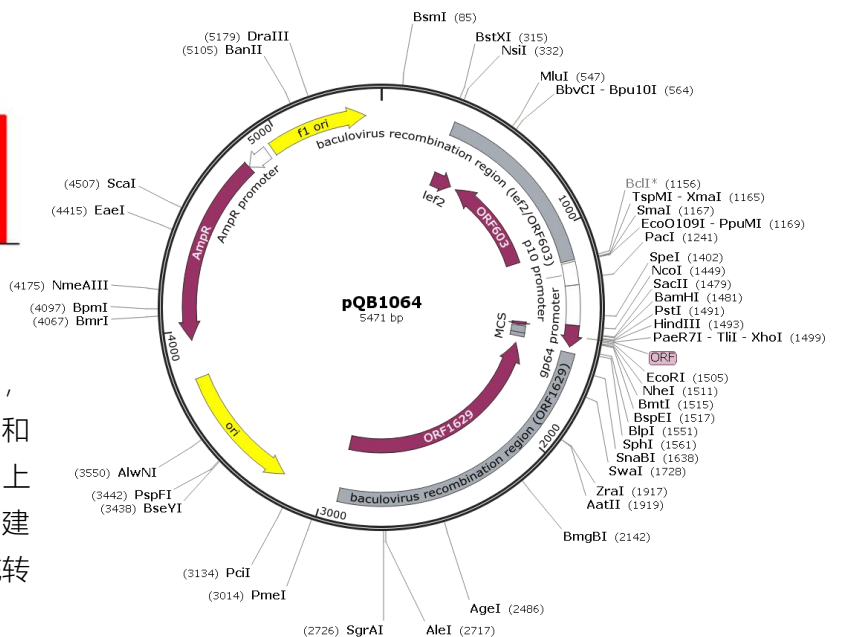 (5179) DraIII
(5105) BanII
BsmI (85)
BstXI (315)
NsiI (332)
MluI (547)
BbvCI - Bpu10I (564)
(4507) ScaI
(4415) EaeI
(4175) NmeAIII
(4097) BpmI
(4067) BmrI
(3550) AlwNI
(3442) PspFI
(3438) BseYI
(3134) PciI
(3014) PmeI
(2726) SgrAI
AleI (2717)
AgeI (2486)
BmgBI (2142)
BclI* (1156)
TspMI - XmaI (1165)
SmaI (1167)
EcoO109I - PpuMI (1169)
PacI (1241)
SpeI (1402)
NcoI (1449)
SacII (1479)
BamHI (1481)
PstI (1491)
HindIII (1493)
PaeR7I - TliI - XhoI (1499)
ORF
EcoRI (1505)
NheI (1511)
BmtI (1515)
BspEI (1517)
BlpI (1551)
SphI (1561)
SnaBI (1638)
SwaI (1728)
ZraI (1917)
AatII (1919)
5000
1000
2000
3000
4000
f1 ori
AmpR promoter
AmpR
ori
baculovirus recombination region (lef2/ORF603)
lef2
ORF603
p10 promoter
gp64 promoter
MCS
ORF1629
baculovirus recombination region (ORF1629)
pQB1064
5471 bp
，
和
上
建
转